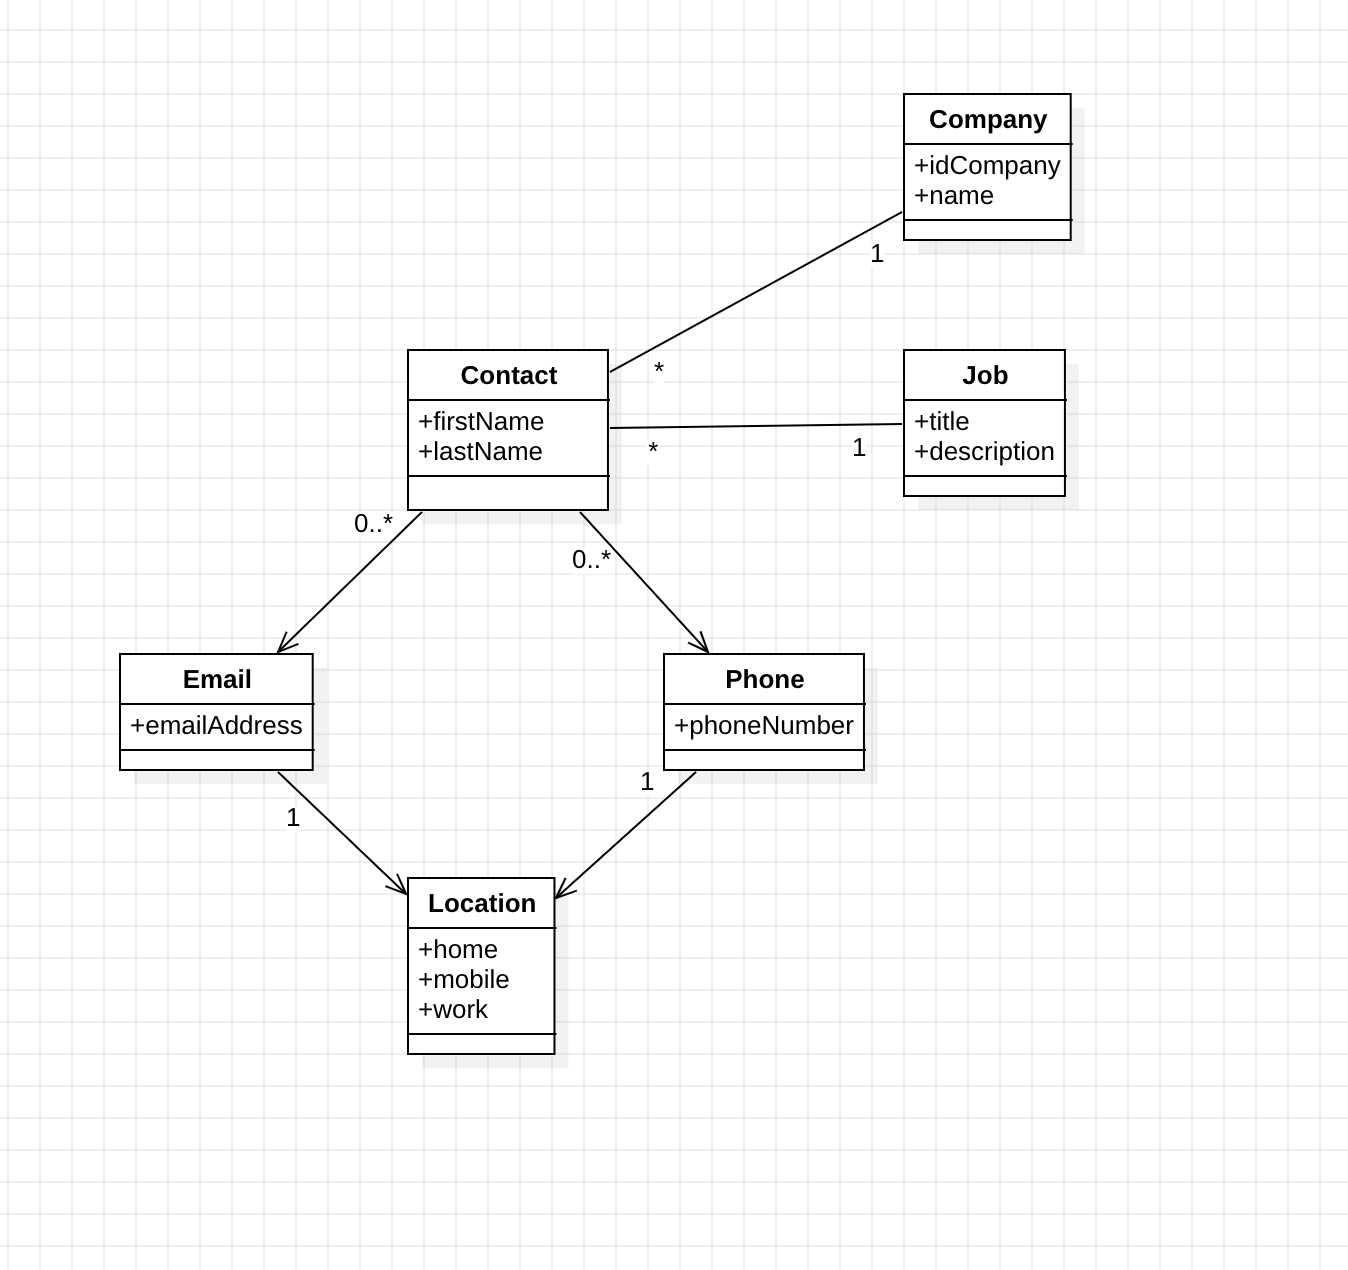 Company
+idCompany
+name
1
*
Contact
+firstName
+lastName
Job
+title
+description
*
1
0..*
0..*
Email
+emailAddress
Phone
+phoneNumber
1
1
Location
+home
+mobile
+work